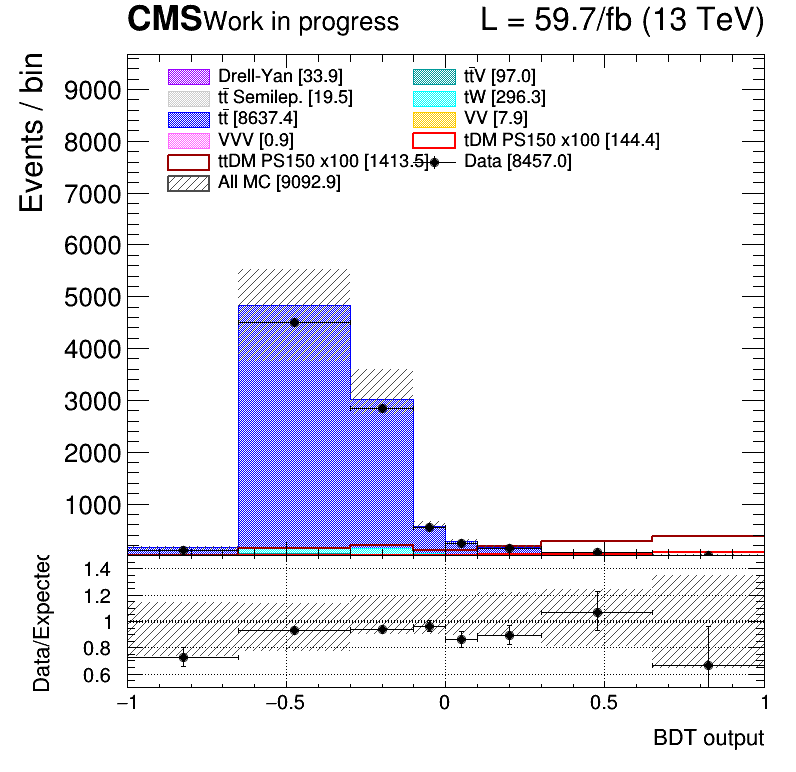 CMS Work in progress L = 59.7/fb (13 TeV)
Events / bin
Drell-Yan [33.9] tt̄V [97.0]
tt̄ Semilep. [19.5] tW [296.3]
tt̄ [8637.4] VV [7.9]
VVV [0.9] tDM PS150 x100 [144.4]
ttDM PS150 x100 [1413.5] Data [8457.0]
All MC [9092.9]
9000
8000
7000
6000
5000
4000
3000
2000
1000
Data/Expected
1.4
1.2
1
0.8
0.6
−1 −0.5 0 0.5 1
BDT output